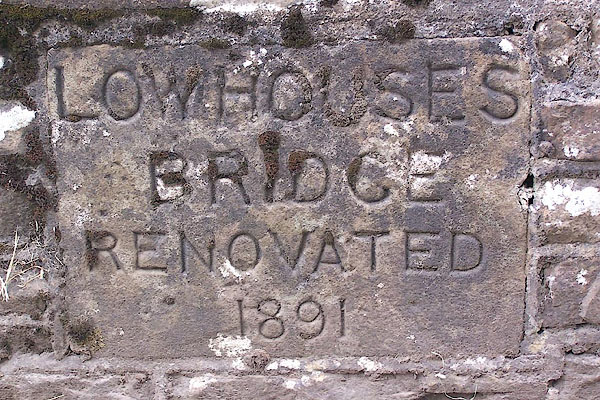 LOWHOUSES
BRIDGE
RENOVATED
1891